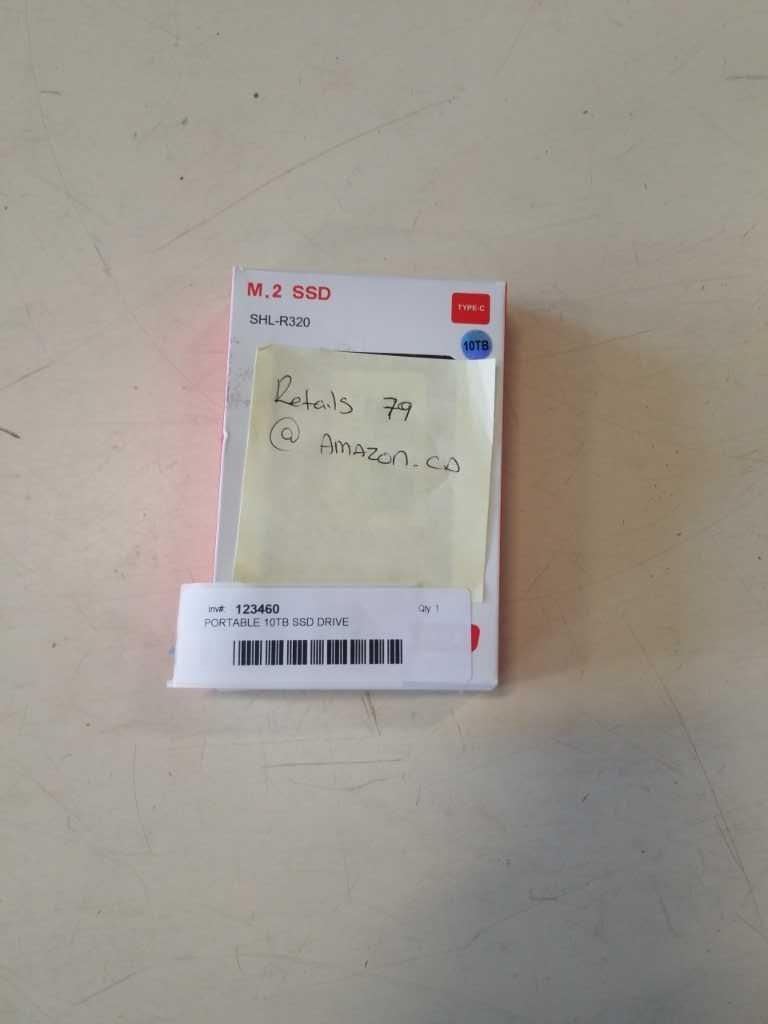 M.2 SSD
TYPE-C
SHL-R320
10TB
Retails 79
@ Amazon.ca
inv#: 123460
Qty 1
PORTABLE 10TB SSD DRIVE